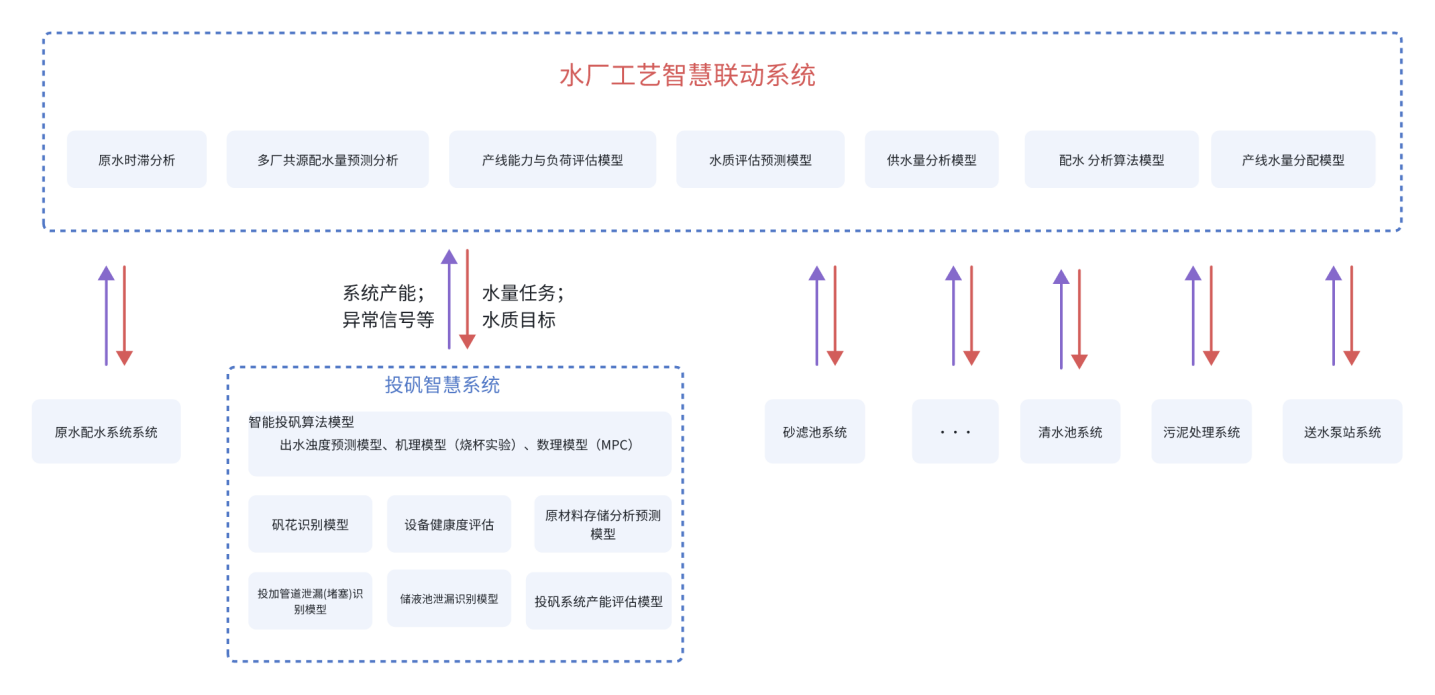 水厂工艺智慧联动系统
原水时滞分析
多厂共源配水量预测分析
产线能力与负荷评估模型
水质评估预测模型
供水量分析模型
配水 分析算法模型
产线水量分配模型
系统产能；
异常信号等
水量任务；
水质目标
原水配水系统系统
投矾智慧系统
智能投矾算法模型
出水浊度预测模型、机理模型（烧杯实验）、数理模型（MPC）
矾花识别模型
设备健康度评估
原材料存储分析预测
模型
投加管道泄漏(堵塞)识
别模型
储液池泄漏识别模型
投矾系统产能评估模型
砂滤池系统
· · ·
清水池系统
污泥处理系统
送水泵站系统